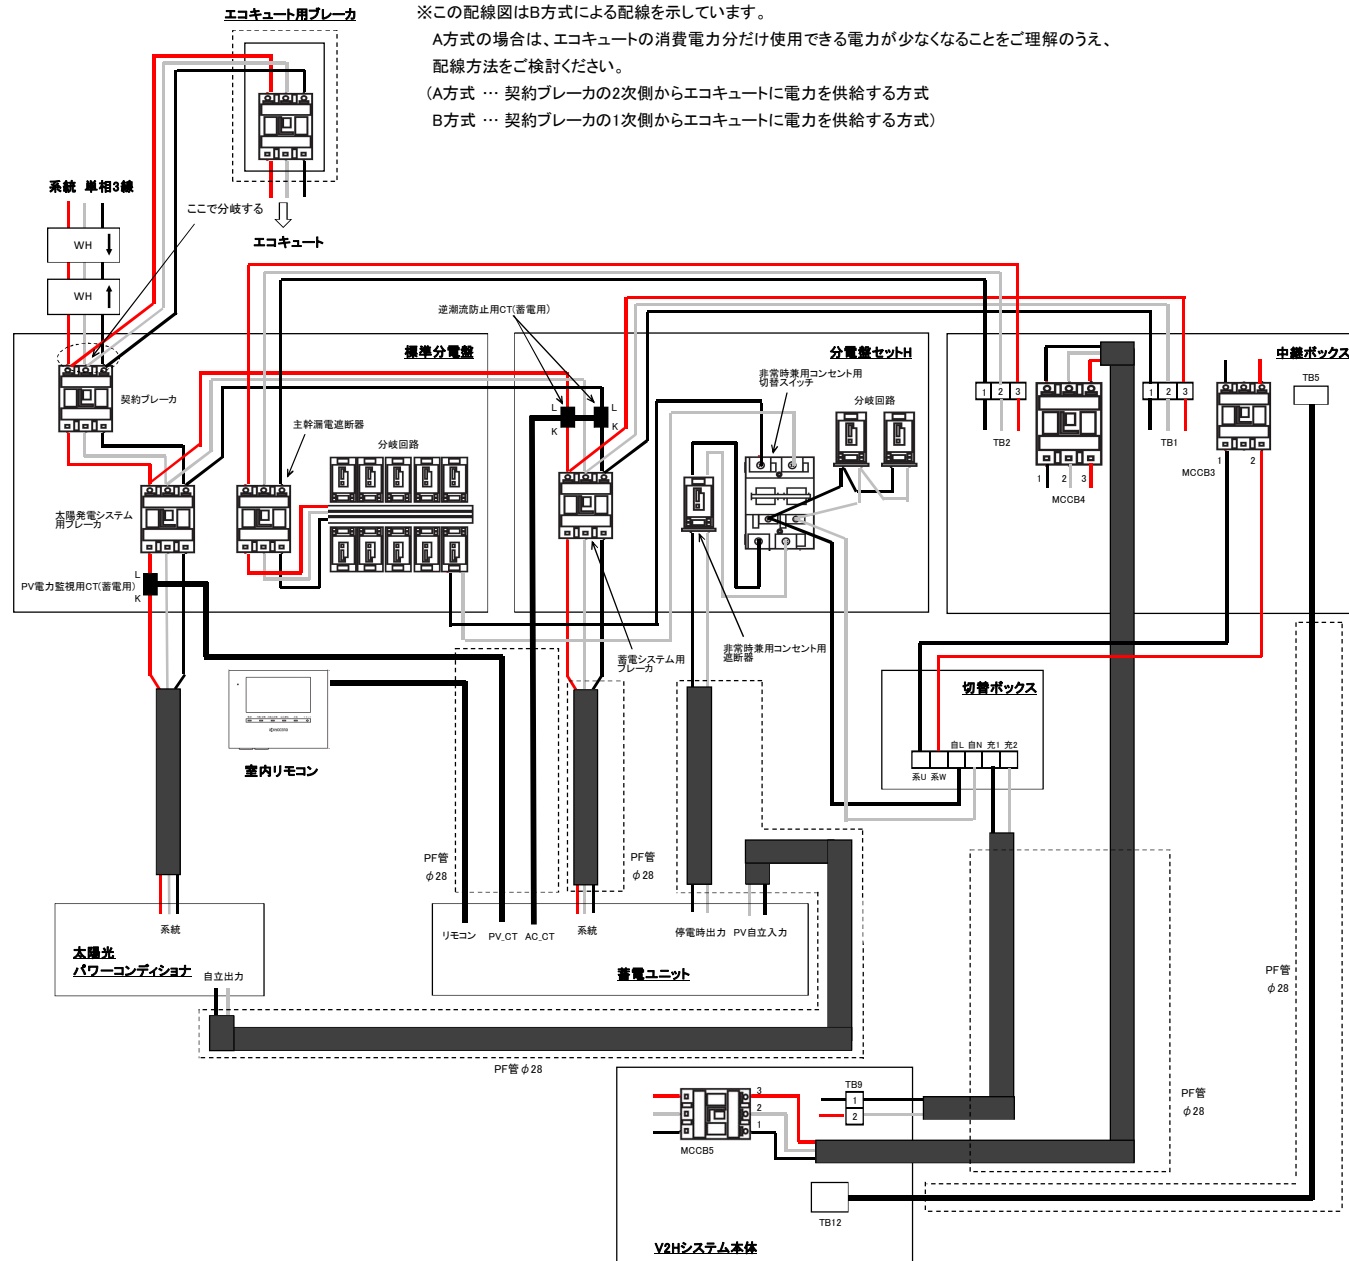 エコキュート用ブレーカ
※この配線図はB方式による配線を示しています。
A方式の場合は、エコキュートの消費電力分だけ使用できる電力が少なくなることをご理解のうえ、
配線方法をご検討ください。
(A方式 … 契約ブレーカの2次側からエコキュートに電力を供給する方式
B方式 … 契約ブレーカの1次側からエコキュートに電力を供給する方式)
系統 単相3線
ここで分岐する
エコキュート
WH
WH
標準分電盤
逆潮流防止用CT(蓄電用)
分電盤セットH
中継ボックス
契約ブレーカ
主幹漏電遮断器
分岐回路
太陽発電システム
用ブレーカ
PV電力監視用CT(蓄電用)
L
K
L
K
L
K
非常時兼用コンセント用
切替スイッチ
分岐回路
1 2 3
TB2
1 2 3
MCCB4
1 2 3
TB1
1 2
MCCB3
TB5
蓄電システム用
ブレーカ
非常時兼用コンセント用
遮断器
切替ボックス
自L 自N 充1 充2
系U 系W
KYOCERA
室内リモコン
PF管
φ28
PF管
φ28
系統
太陽光
パワーコンディショナ
自立出力
リモコン PV_CT AC_CT 系統 停電時出力 PV自立入力
蓄電ユニット
PF管
φ28
PF管φ28
PF管
φ28
MCCB5
3
2
1
TB9
1
2
TB12
V2Hシステム本体